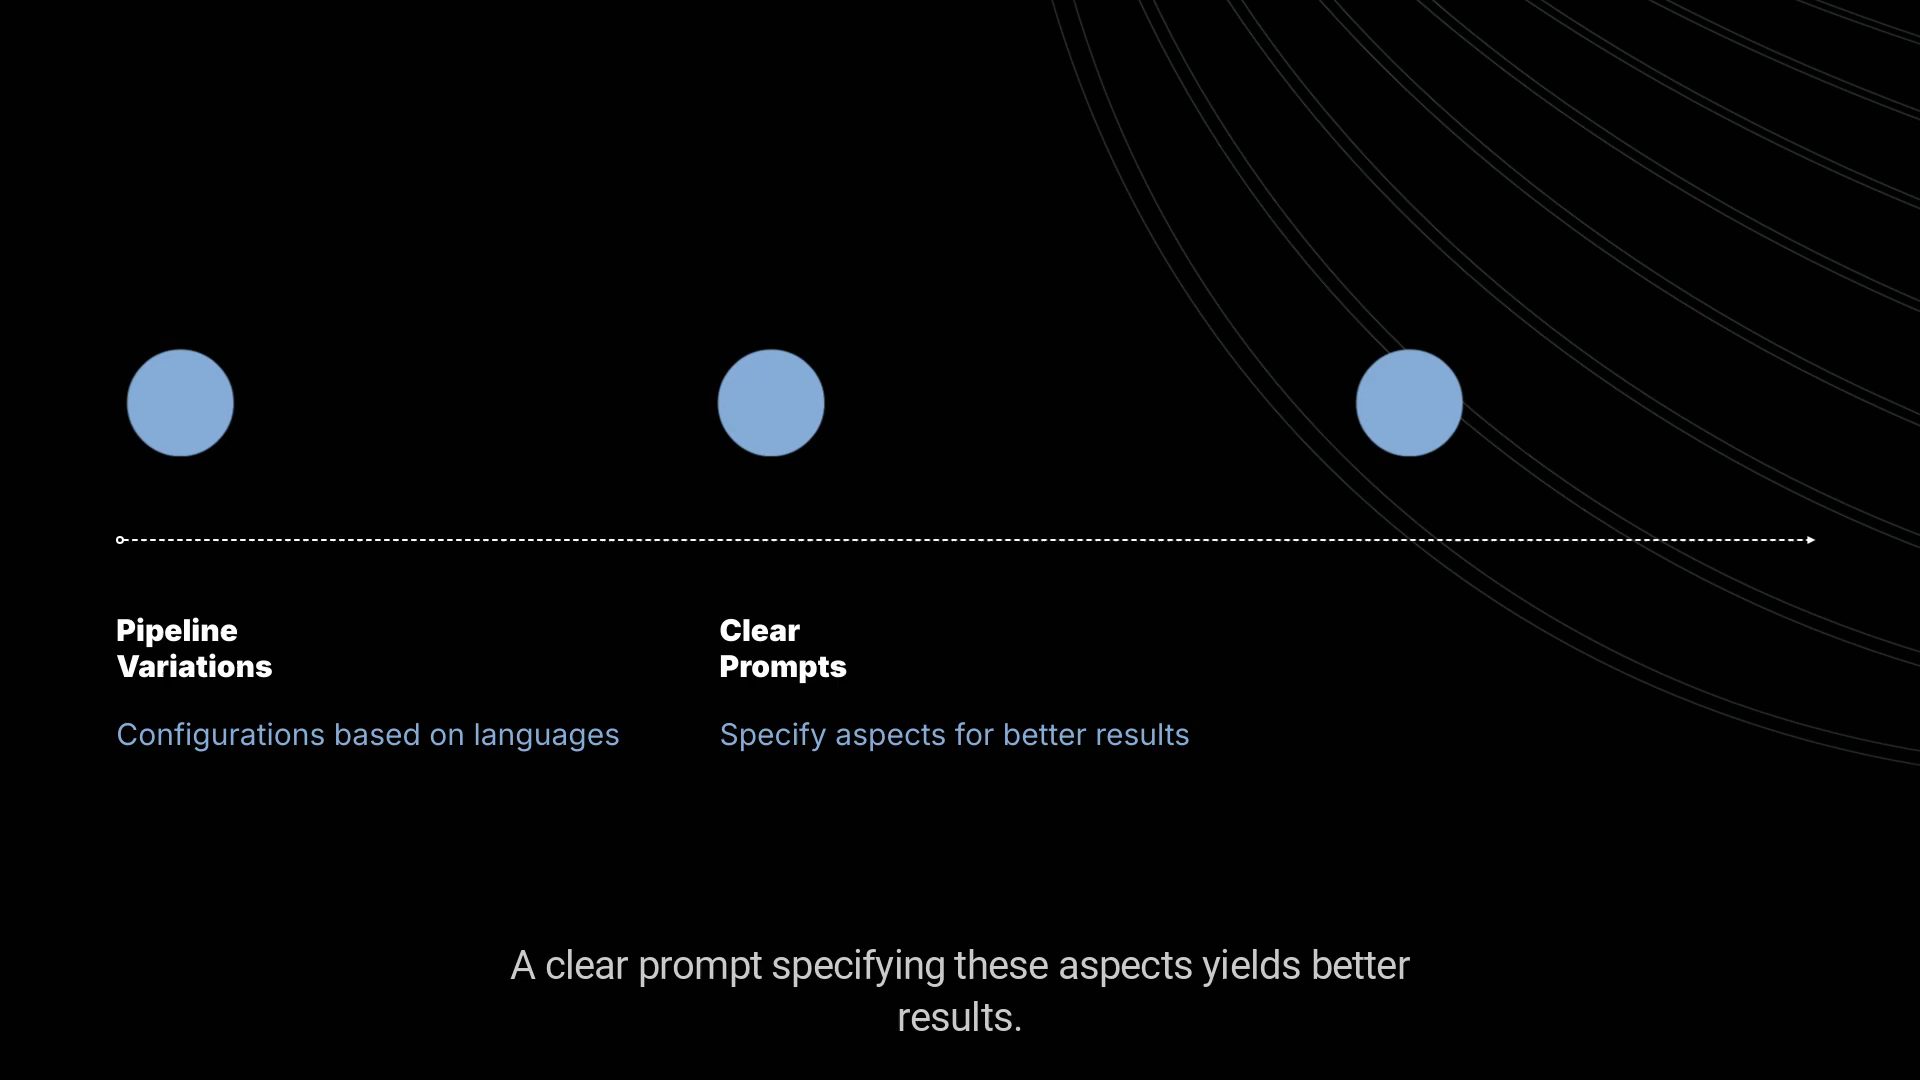 Pipeline
Variations
Configurations based on languages
Clear
Prompts
Specify aspects for better results
A clear prompt specifying these aspects yields better
results.